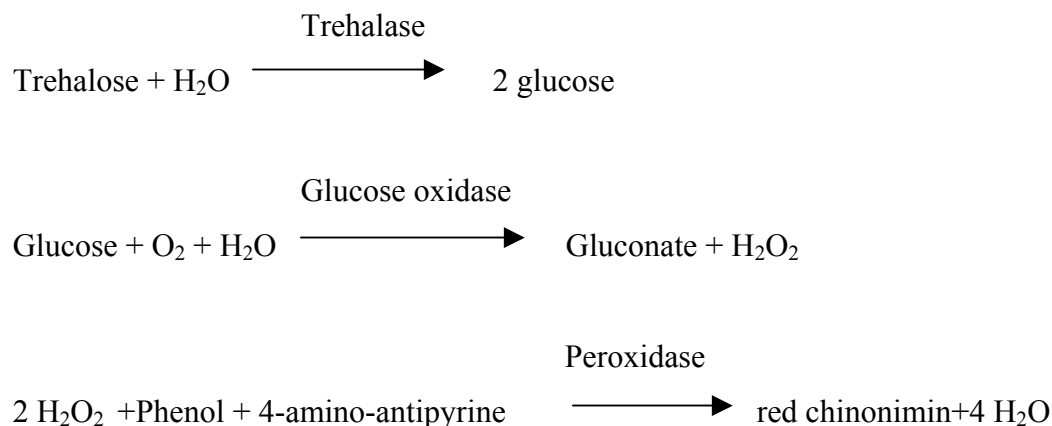 Trehalase
Trehalose + H₂O 2 glucose
Glucose oxidase
Glucose + O₂ + H₂O Gluconate + H₂O₂
Peroxidase
2 H₂O₂ +Phenol + 4-amino-antipyrine red chinonimin+4 H₂O